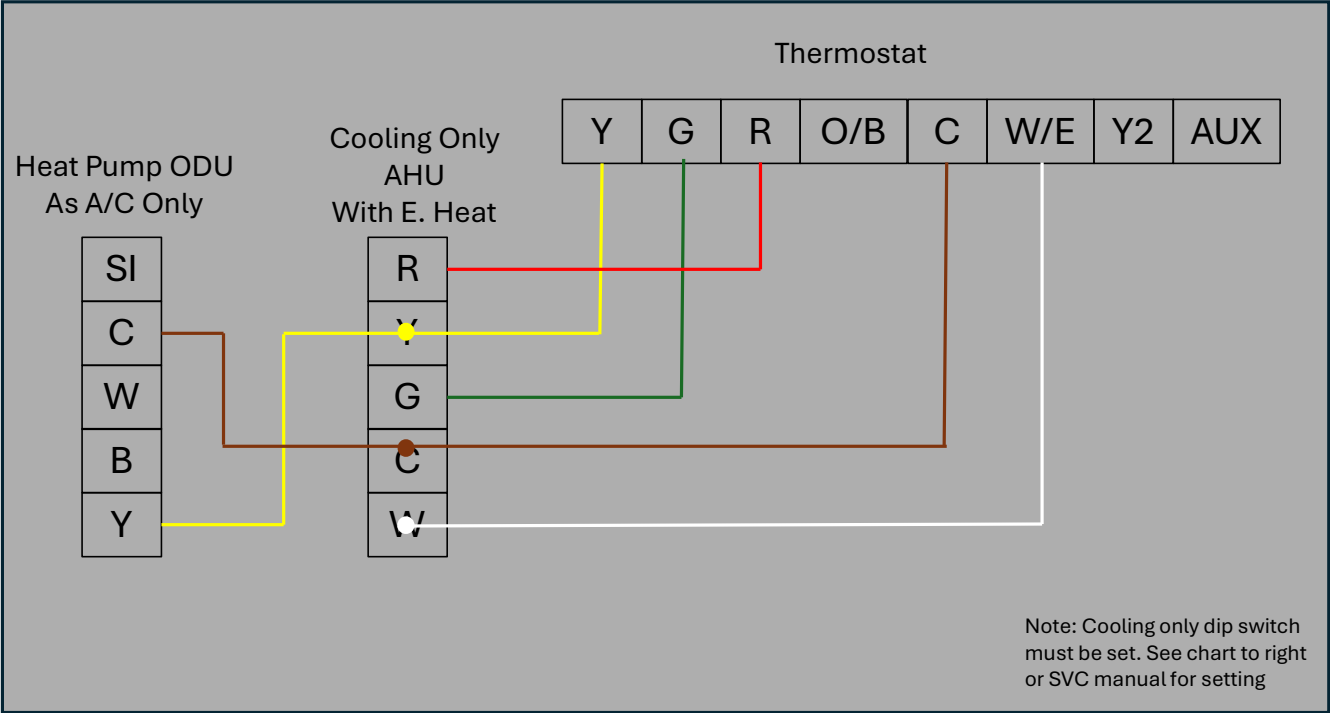 Thermostat
Y G R O/B C W/E Y2 AUX
Heat Pump ODU
As A/C Only
SI
C
W
B
Y
Cooling Only
AHU
With E. Heat
R
Y
G
C
W
Note: Cooling only dip switch
must be set. See chart to right
or SVC manual for setting